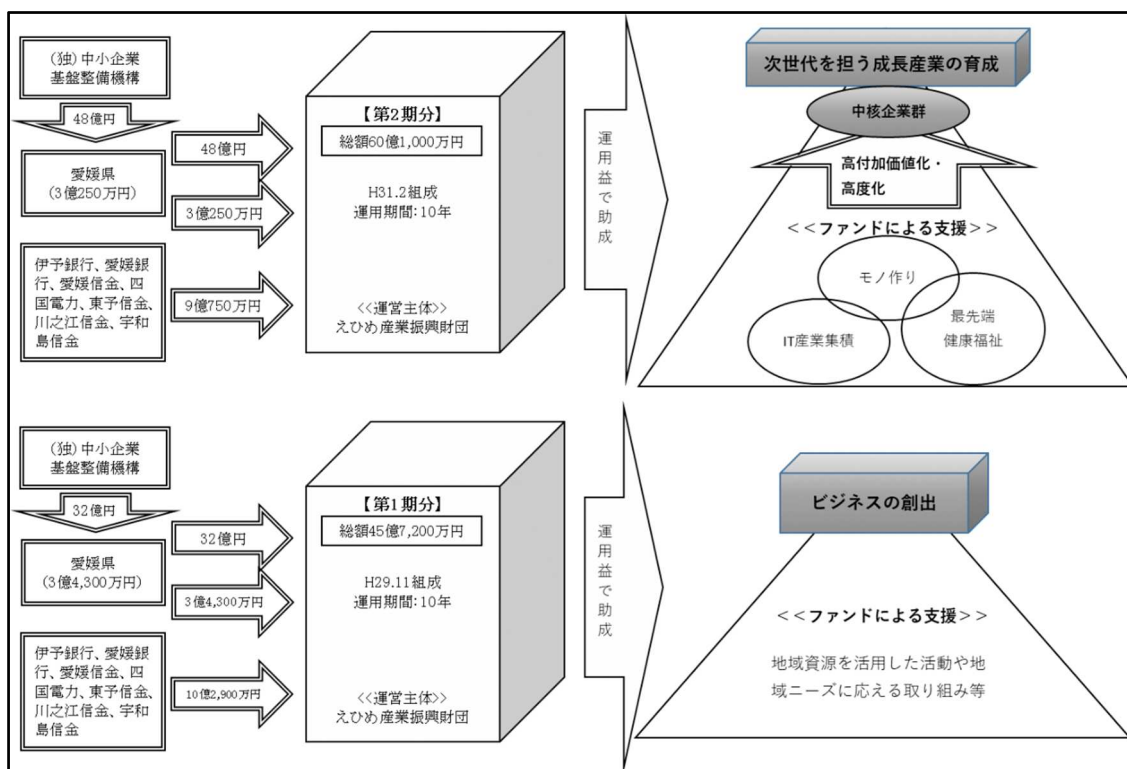 (独)中小企業
基盤整備機構
48億円
愛媛県
(3億250万円)
伊予銀行、愛媛銀
行、愛媛信金、四
国電力、東予信金、
川之江信金、宇和
島信金
48億円
3億250万円
9億750万円
【第2期分】
総額60億1,000万円
H31.2組成
運用期間:10年
<<運営主体>>
えひめ産業振興財団
運用益で助成
次世代を担う成長産業の育成
中核企業群
高付加価値化・
高度化
<<ファンドによる支援>>
モノ作り
IT産業集積
最先端
健康福祉
(独)中小企業
基盤整備機構
32億円
愛媛県
(3億4,300万円)
伊予銀行、愛媛銀
行、愛媛信金、四
国電力、東予信金、
川之江信金、宇和
島信金
32億円
3億4,300万円
10億2,900万円
【第1期分】
総額45億7,200万円
H29.11組成
運用期間:10年
<<運営主体>>
えひめ産業振興財団
運用益で助成
ビジネスの創出
<<ファンドによる支援>>
地域資源を活用した活動や地
域ニーズに応える取り組み等